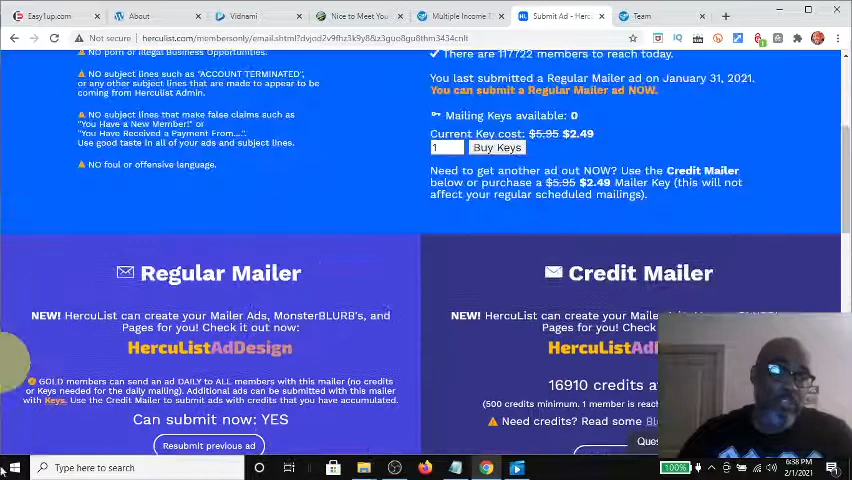 Easy1up.com
About
Vidnami
Nice to Meet You
Multiple Income
Submit Ad - Herc
Team
Not secure | herculist.com/membersonly/email.shtml?dvjod2v9fhz3k9y8&z3guo8gu8thm3434cnlt
NO porn or Illegal Business Opportunities.
NO subject lines such as "ACCOUNT TERMINATED",
or any other subject lines that are made to appear to be
coming from Herculist Admin.
NO subject lines that make false claims such as
"You Have a New Member!" or
"You Have Received a Payment From...".
Use good taste in all of your ads and subject lines.
NO foul or offensive language.
There are 117722 members to reach today.
You last submitted a Regular Mailer ad on January 31, 2021.
You can submit a Regular Mailer ad NOW.
Mailing Keys available: 0
Current Key cost: $5.95 $2.49
1 Buy Keys
Need to get another ad out NOW? Use the Credit Mailer
below or purchase a $5.95 $2.49 Mailer Key (this will not
affect your regular scheduled mailings).
Regular Mailer
NEW! HercuList can create your Mailer Ads, MonsterBLURB's, and
Pages for you! Check it out now:
HercuListAdDesign
GOLD members can send an ad DAILY to ALL members with this mailer (no credits
or Keys needed for the daily mailing). Additional ads can be submitted with this mailer
with Keys. Use the Credit Mailer to submit ads with credits that you have accumulated.
Can submit now: YES
Resubmit previous ad
Credit Mailer
NEW! HercuList can create your Mailer Ads, MonsterBLURB's, and
Pages for you! Check it
HercuListAd
16910 credits a
(500 credits minimum. 1 member is reach
Need credits? Read some Bl
Ques
Type here to search
100%
6:38 PM
2/1/2021